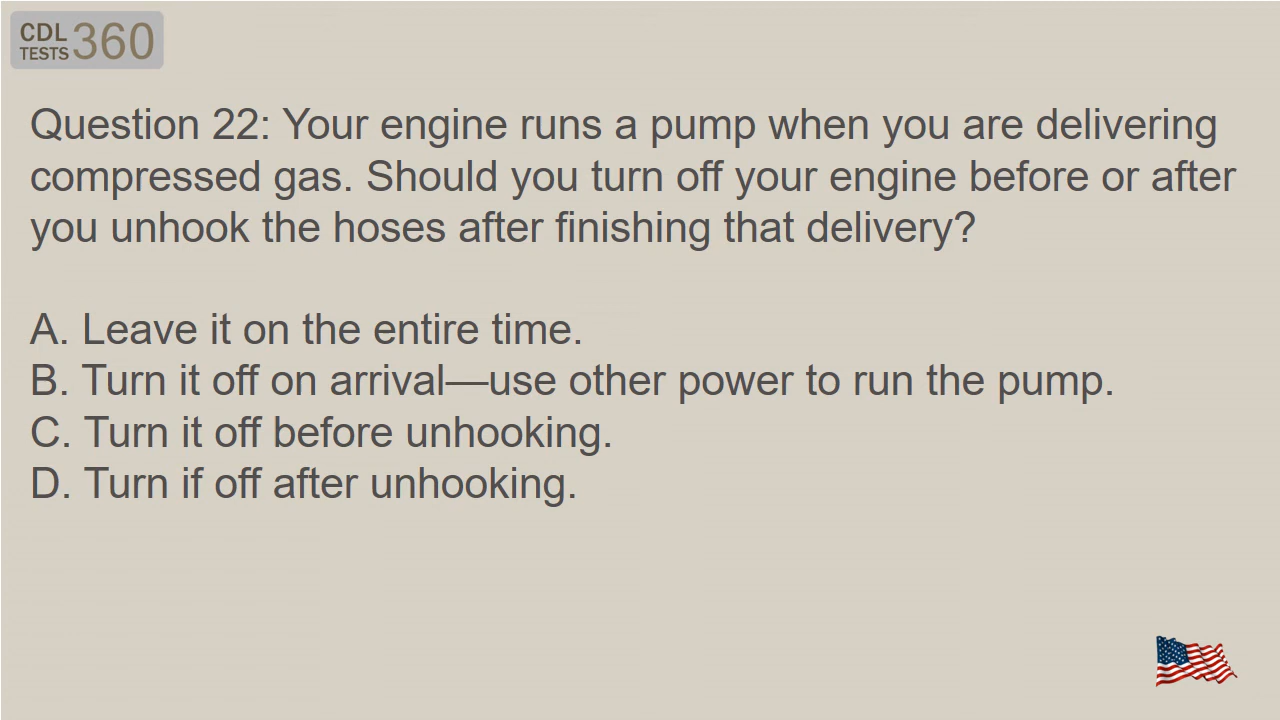 CDL
TESTS 360
Question 22: Your engine runs a pump when you are delivering
compressed gas. Should you turn off your engine before or after
you unhook the hoses after finishing that delivery?
A. Leave it on the entire time.
B. Turn it off on arrival—use other power to run the pump.
C. Turn it off before unhooking.
D. Turn if off after unhooking.